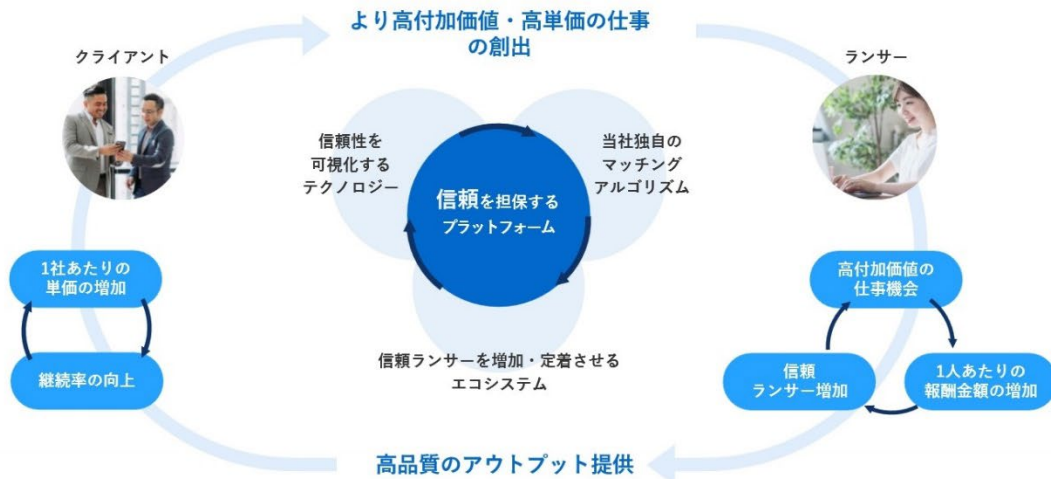 より高付加価値・高単価の仕事
の創出
クライアント
ランサー
信頼性を
可視化する
テクノロジー
当社独自の
マッチング
アルゴリズム
信頼を担保する
プラットフォーム
1社あたりの
単価の増加
継続率の向上
高付加価値の
仕事機会
信頼
ランサー増加
1人あたりの
報酬金額の増加
信頼ランサーを増加・定着させる
エコシステム
高品質のアウトプット提供